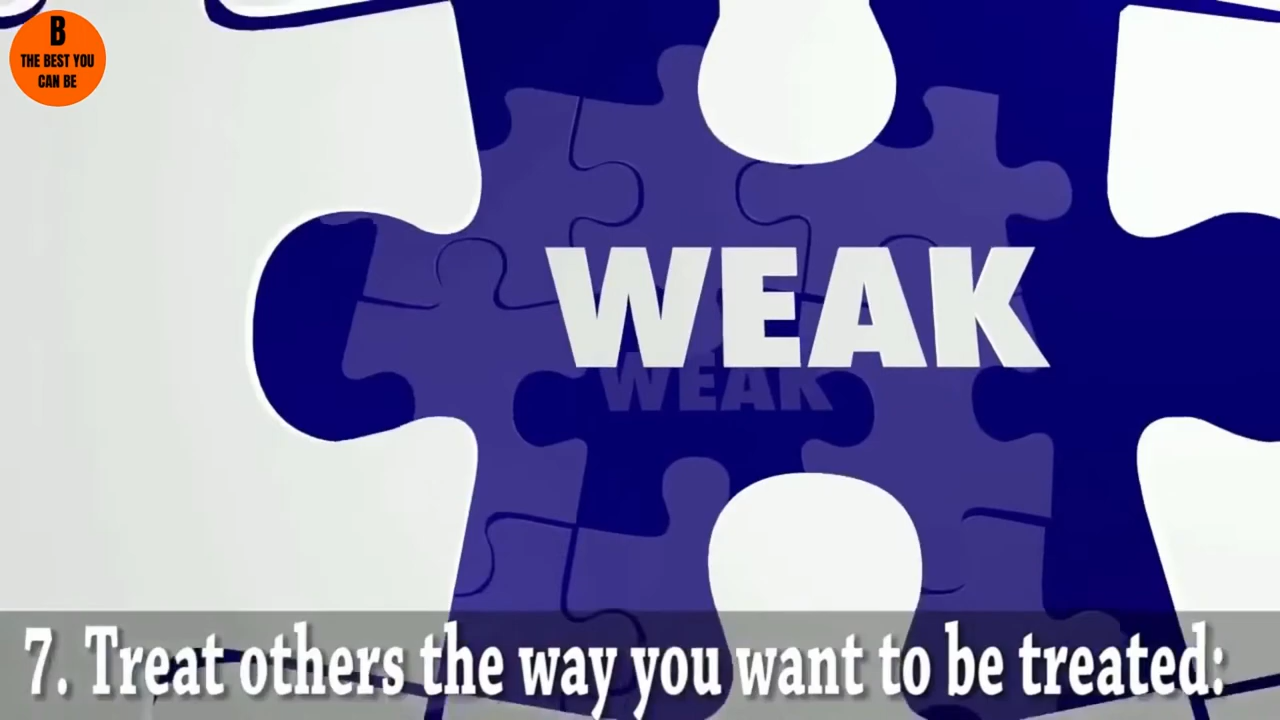 B
THE BEST YOU
CAN BE
WEAK
WEAK
7. Treat others the way you want to be treated: